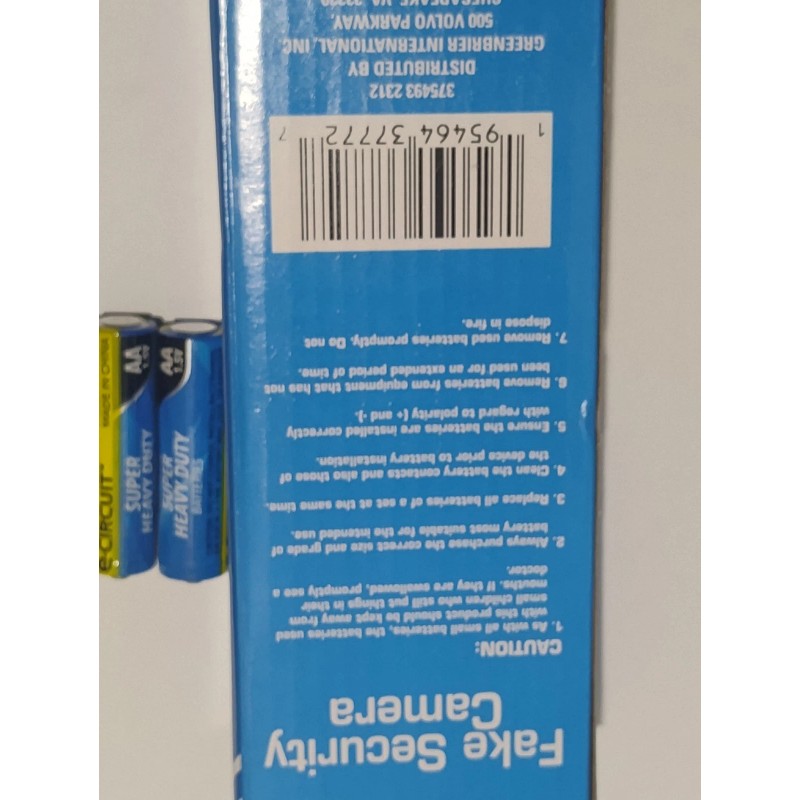 Fake Security
Camera
CAUTION:
1. As with all small batteries, the batteries used
with this product should be kept away from
small children who still put things in their
mouths. If they are swallowed, promptly see a
doctor.
2. Always purchase the correct size and grade of
battery most suitable for the intended use.
3. Replace all batteries of a set at the same time.
4. Clean the battery contacts and also those of
the device prior to battery installation.
5. Ensure the batteries are installed correctly
with regard to polarity (+ and -).
6. Remove batteries from equipment that has not
been used for an extended period of time.
7. Remove used batteries promptly. Do not
dispose in fire.
1 95464 37772 7
375493 2312
DISTRIBUTED BY
GREENBRIER INTERNATIONAL, INC.
500 VOLVO PARKWAY,
CHESAPEAKE, VA
e-CIRCUIT
MADE IN CHINA
SUPER
HEAVY DUTY
AA
1.5V
SUPER
HEAVY DUTY
BATTERIES
AA
1.5V